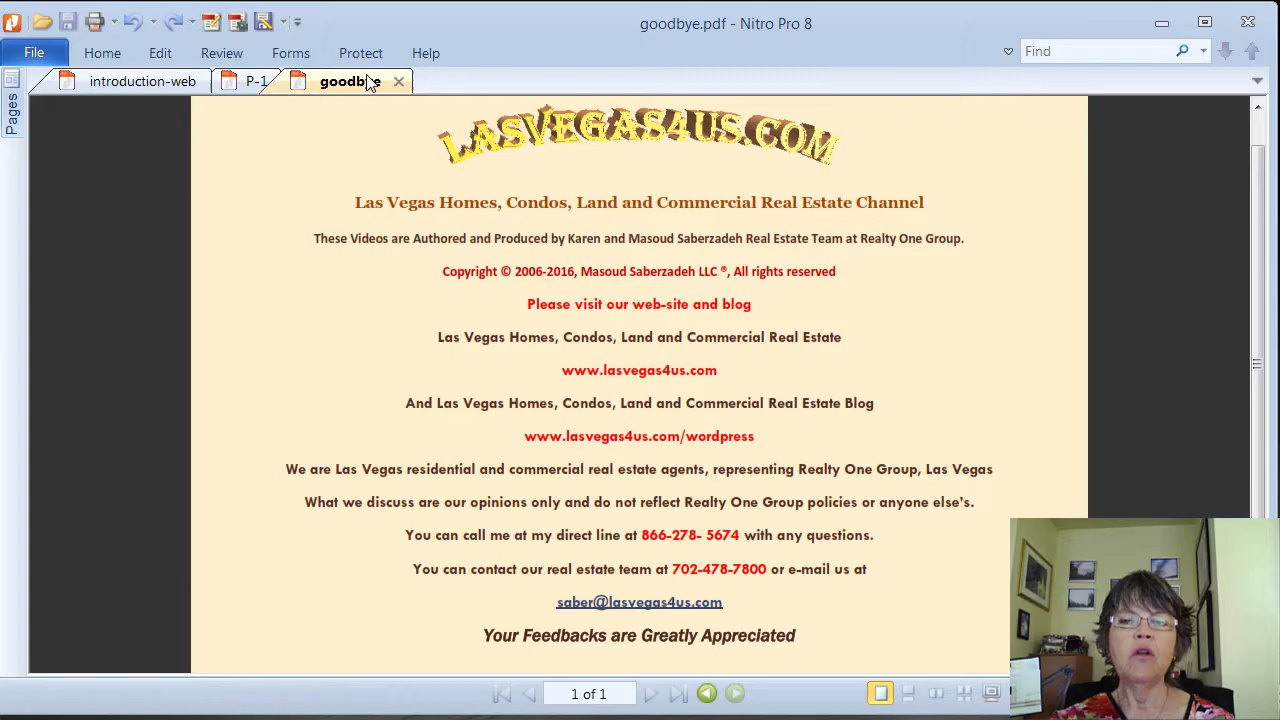 goodbye.pdf - Nitro Pro 8
File Home Edit Review Forms Protect Help
Find
introduction-web P-1 goodbye
Pages
LASVEGAS4US.COM
Las Vegas Homes, Condos, Land and Commercial Real Estate Channel
These Videos are Authored and Produced by Karen and Masoud Saberzadeh Real Estate Team at Realty One Group.
Copyright © 2006-2016, Masoud Saberzadeh LLC ®, All rights reserved
Please visit our web-site and blog
Las Vegas Homes, Condos, Land and Commercial Real Estate
www.lasvegas4us.com
And Las Vegas Homes, Condos, Land and Commercial Real Estate Blog
www.lasvegas4us.com/wordpress
We are Las Vegas residential and commercial real estate agents, representing Realty One Group, Las Vegas
What we discuss are our opinions only and do not reflect Realty One Group policies or anyone else's.
You can call me at my direct line at 866-278- 5674 with any questions.
You can contact our real estate team at 702-478-7800 or e-mail us at
saber@lasvegas4us.com
Your Feedbacks are Greatly Appreciated
1 of 1